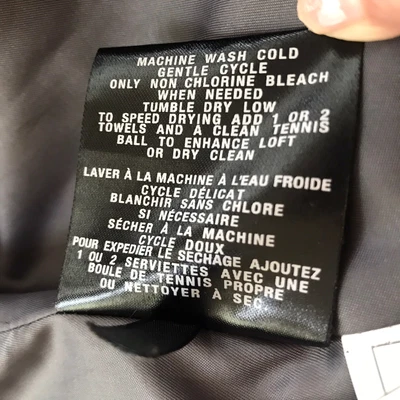 MACHINE WASH COLD
GENTLE CYCLE
ONLY NON CHLORINE BLEACH
WHEN NEEDED
TUMBLE DRY LOW
TO SPEED DRYING ADD 1 OR 2
TOWELS AND A CLEAN TENNIS
BALL TO ENHANCE LOFT
OR DRY CLEAN
LAVER À LA MACHINE À L'EAU FROIDE
CYCLE DÉLICAT
BLANCHIR SANS CHLORE
SI NÉCESSAIRE
SÉCHER À LA MACHINE
CYCLE DOUX
POUR EXPEDIER LE SÈCHAGE AJOUTEZ
1 OU 2 SERVIETTES AVEC UNE
BOULE DE TENNIS PROPRE
OU NETTOYER À SEC